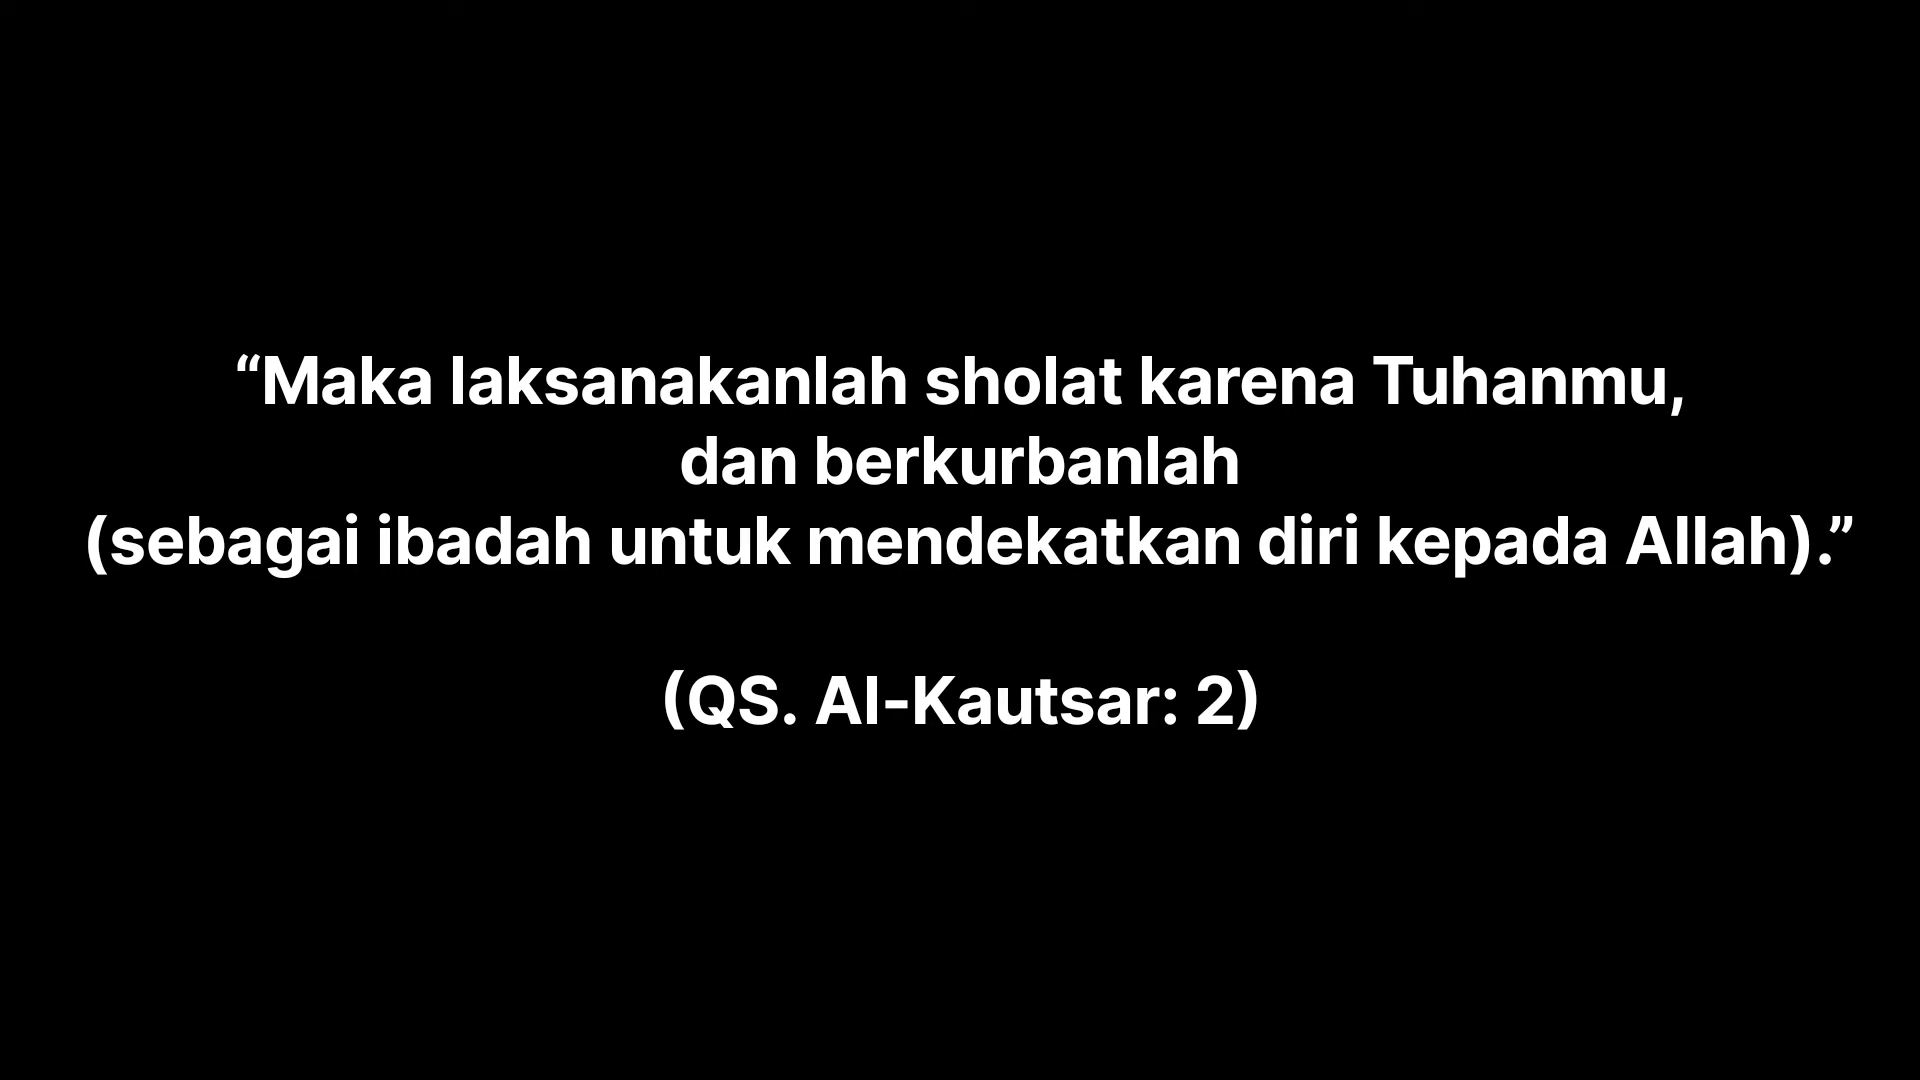 “Maka laksanakanlah sholat karena Tuhanmu,
dan berkurbanlah
(sebagai ibadah untuk mendekatkan diri kepada Allah).”
(QS. Al-Kautsar: 2)